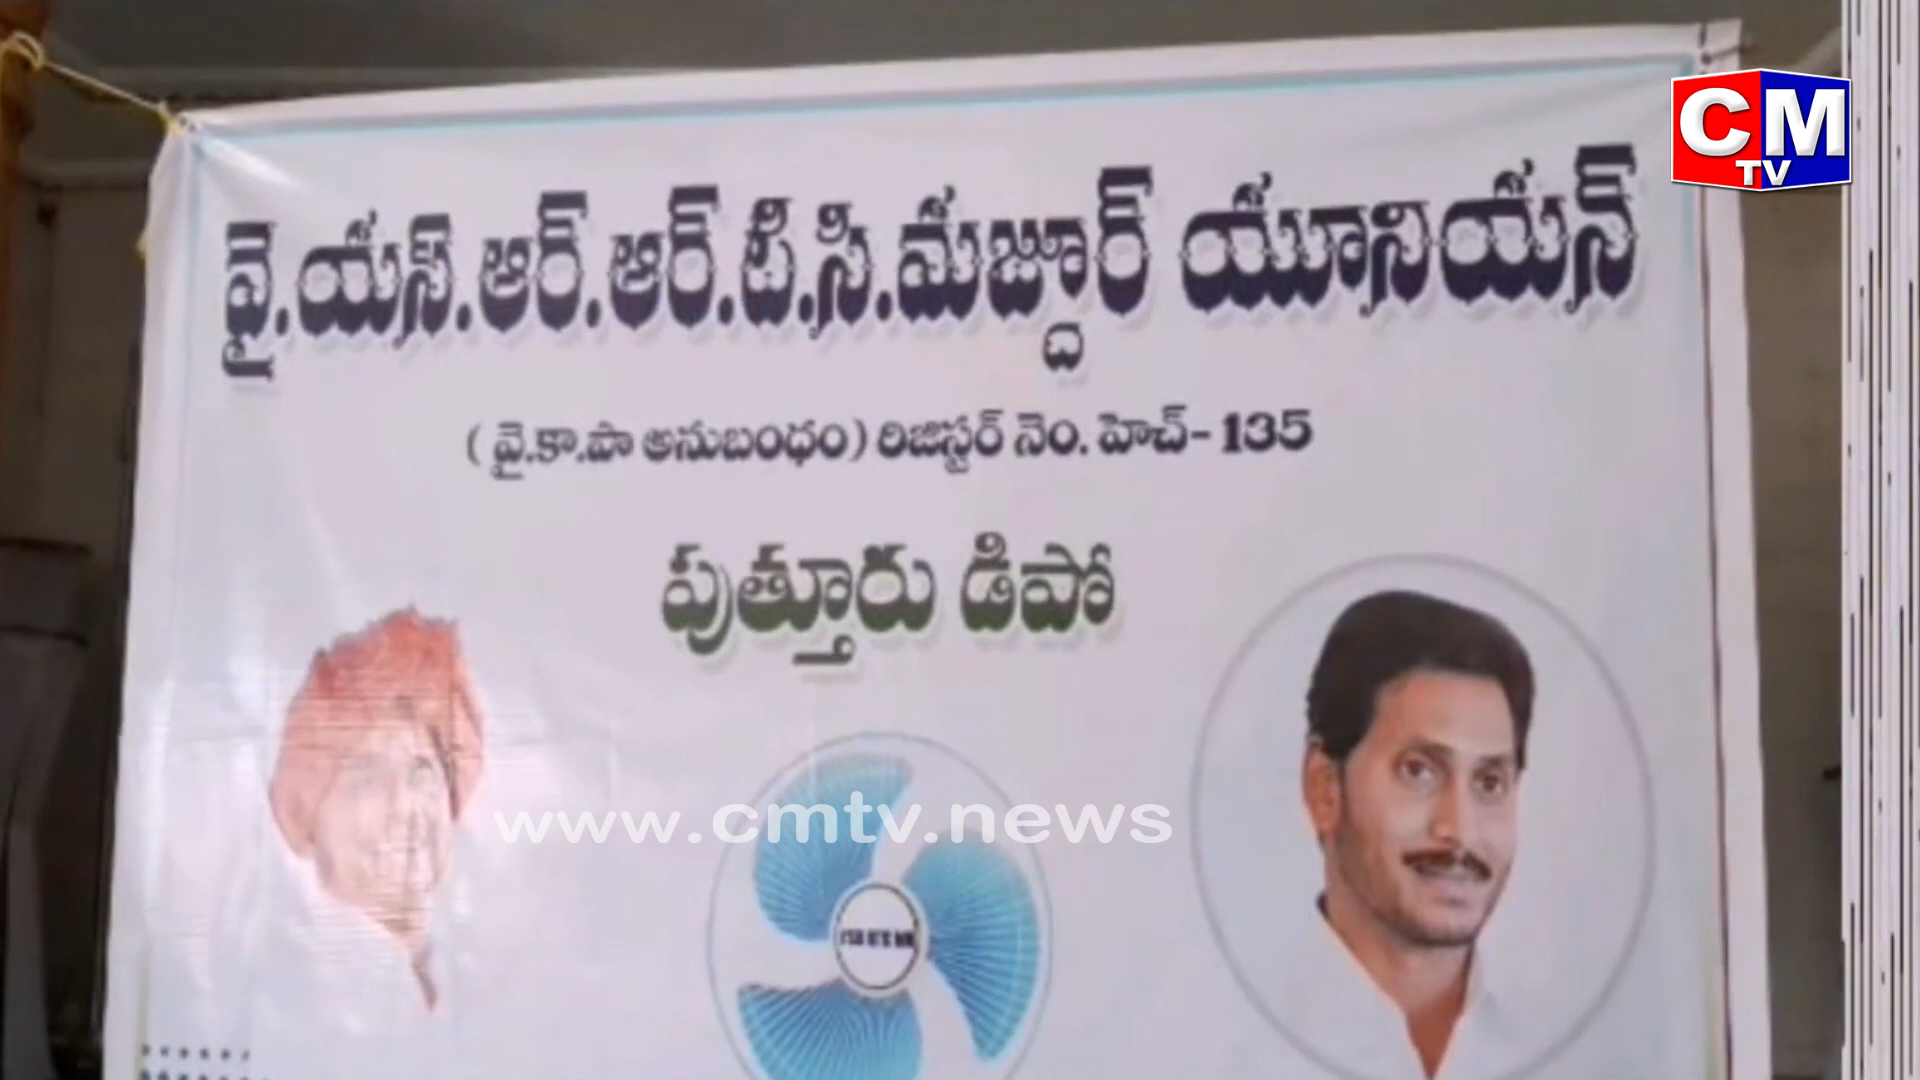 CM
TV
వై.యస్.ఆర్.ఆర్.టి.సి.మజ్దూర్ యూనియన్
( వై.కా.పా అనుబంధం) రిజిస్టర్ నెం. హెచ్- 135
పుత్తూరు డిపో
www.cmtv.news